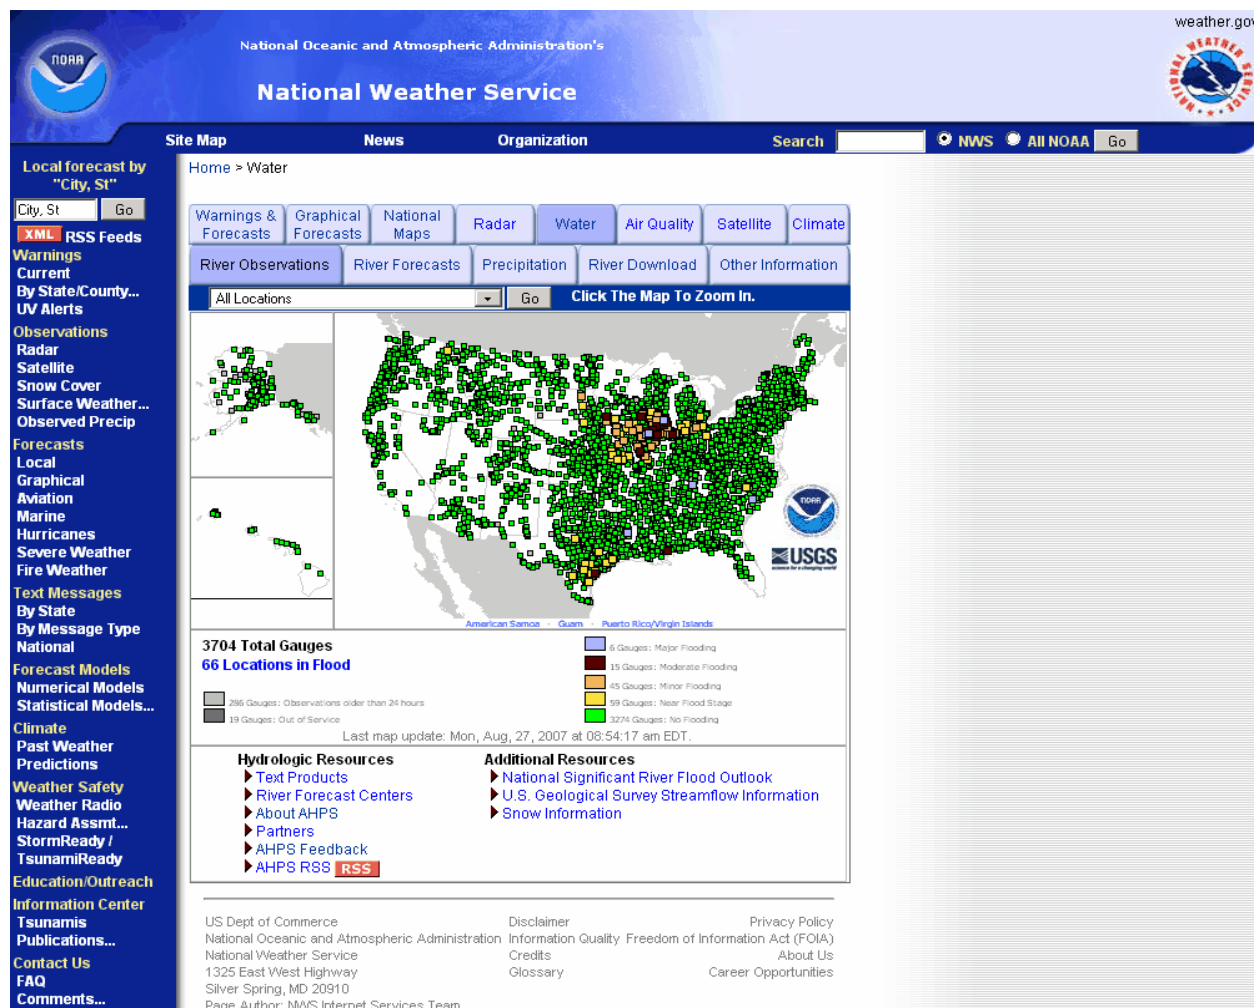 weather.gov
NOAA
National Oceanic and Atmospheric Administration's
National Weather Service
NATIONAL WEATHER SERVICE
Site Map News Organization Search NWS All NOAA Go
Local forecast by
"City, St"
City, St Go
XML RSS Feeds
Warnings
Current
By State/County...
UV Alerts
Observations
Radar
Satellite
Snow Cover
Surface Weather...
Observed Precip
Forecasts
Local
Graphical
Aviation
Marine
Hurricanes
Severe Weather
Fire Weather
Text Messages
By State
By Message Type
National
Forecast Models
Numerical Models
Statistical Models...
Climate
Past Weather
Predictions
Weather Safety
Weather Radio
Hazard Assmt...
StormReady /
TsunamiReady
Education/Outreach
Information Center
Tsunamis
Publications...
Contact Us
FAQ
Comments...
Home > Water
Warnings & Forecasts Graphical Forecasts National Maps Radar Water Air Quality Satellite Climate
River Observations River Forecasts Precipitation River Download Other Information
All Locations Go Click The Map To Zoom In.
NOAA
USGS
science for a changing world
American Samoa - Guam - Puerto Rico/Virgin Islands
3704 Total Gauges
66 Locations in Flood
286 Gauges: Observations older than 24 hours
19 Gauges: Out of Service
6 Gauges: Major Flooding
15 Gauges: Moderate Flooding
45 Gauges: Minor Flooding
59 Gauges: Near Flood Stage
3274 Gauges: No Flooding
Last map update: Mon, Aug, 27, 2007 at 08:54:17 am EDT.
Hydrologic Resources
Text Products
River Forecast Centers
About AHPS
Partners
AHPS Feedback
AHPS RSS RSS
Additional Resources
National Significant River Flood Outlook
U.S. Geological Survey Streamflow Information
Snow Information
US Dept of Commerce
National Oceanic and Atmospheric Administration
National Weather Service
1325 East West Highway
Silver Spring, MD 20910
Page Author: NWS Internet Services Team
Disclaimer
Information Quality
Credits
Glossary
Privacy Policy
Freedom of Information Act (FOIA)
About Us
Career Opportunities